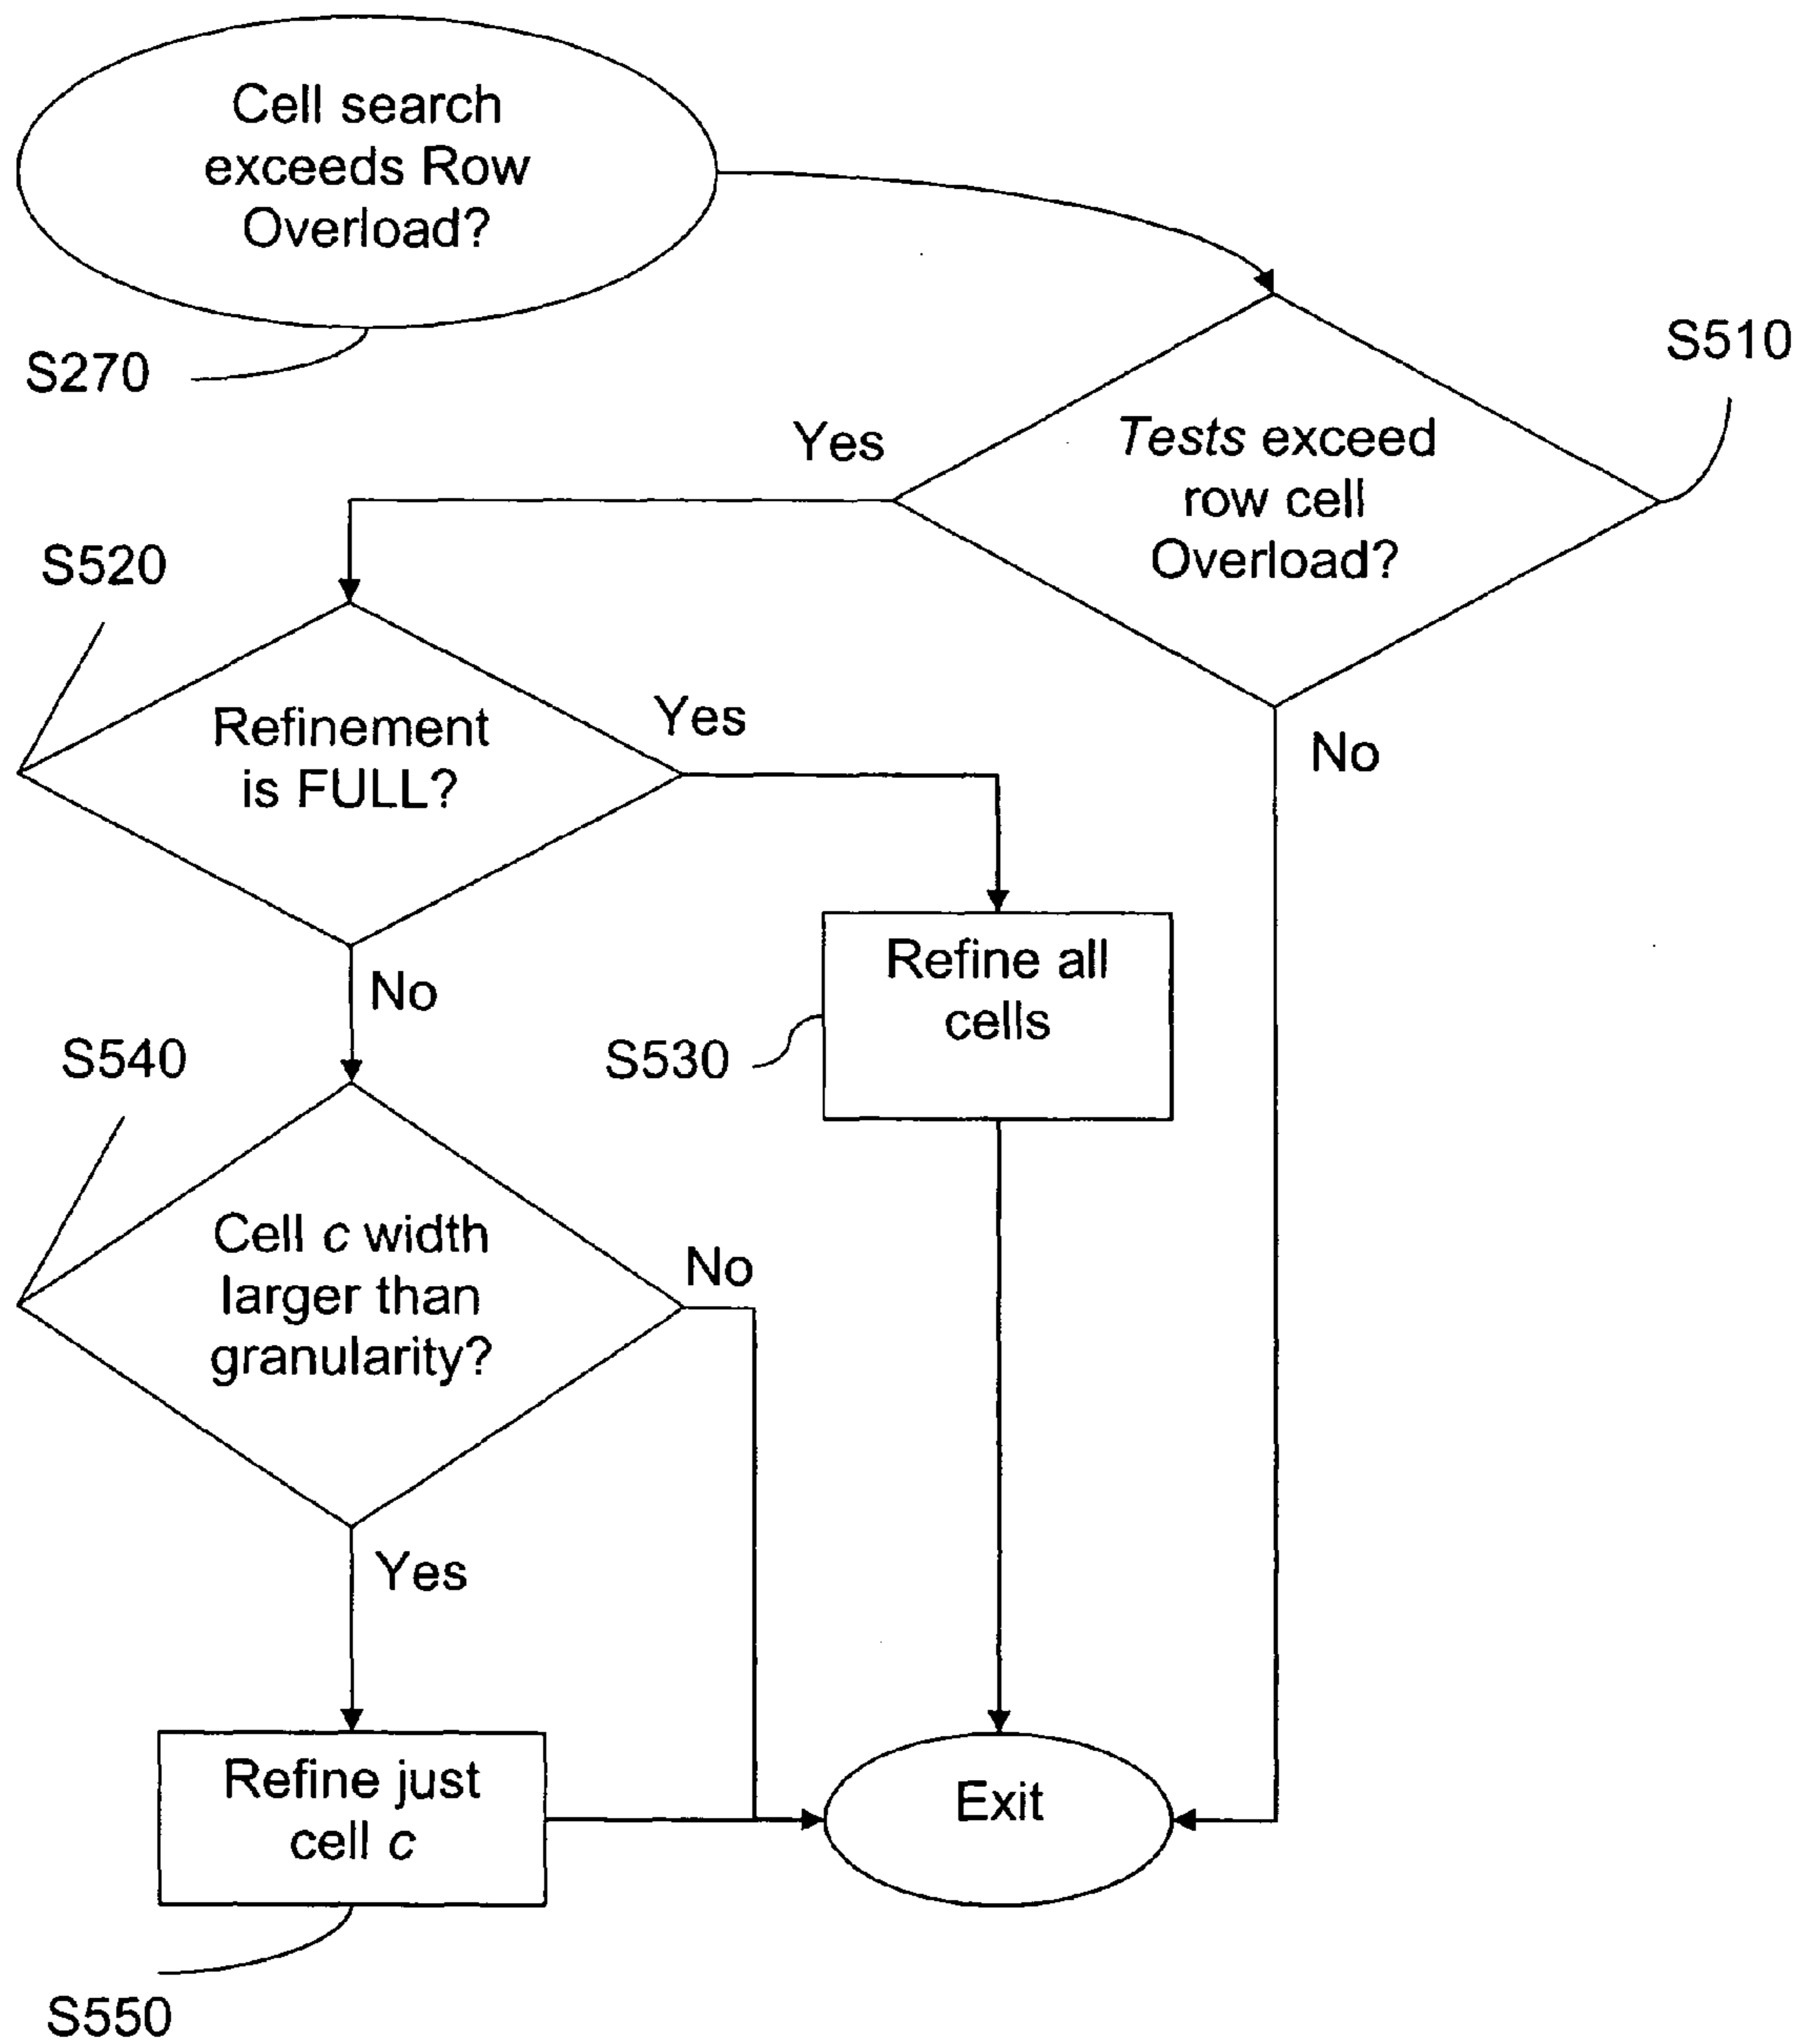 Cell search
exceeds Row
Overload?
S270
S510
Tests exceed
row cell
Overload?
Yes
No
S520
Refinement
is FULL?
Yes
No
Refine all
cells
S530
S540
Cell c width
larger than
granularity?
No
Yes
Refine just
cell c
Exit
S550